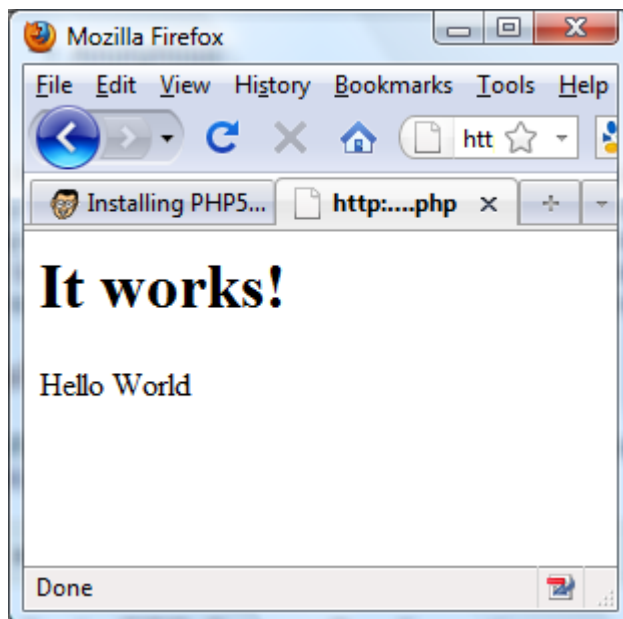 Mozilla Firefox
File Edit View History Bookmarks Tools Help
htt
Installing PHP5... http:....php
It works!
Hello World
Done